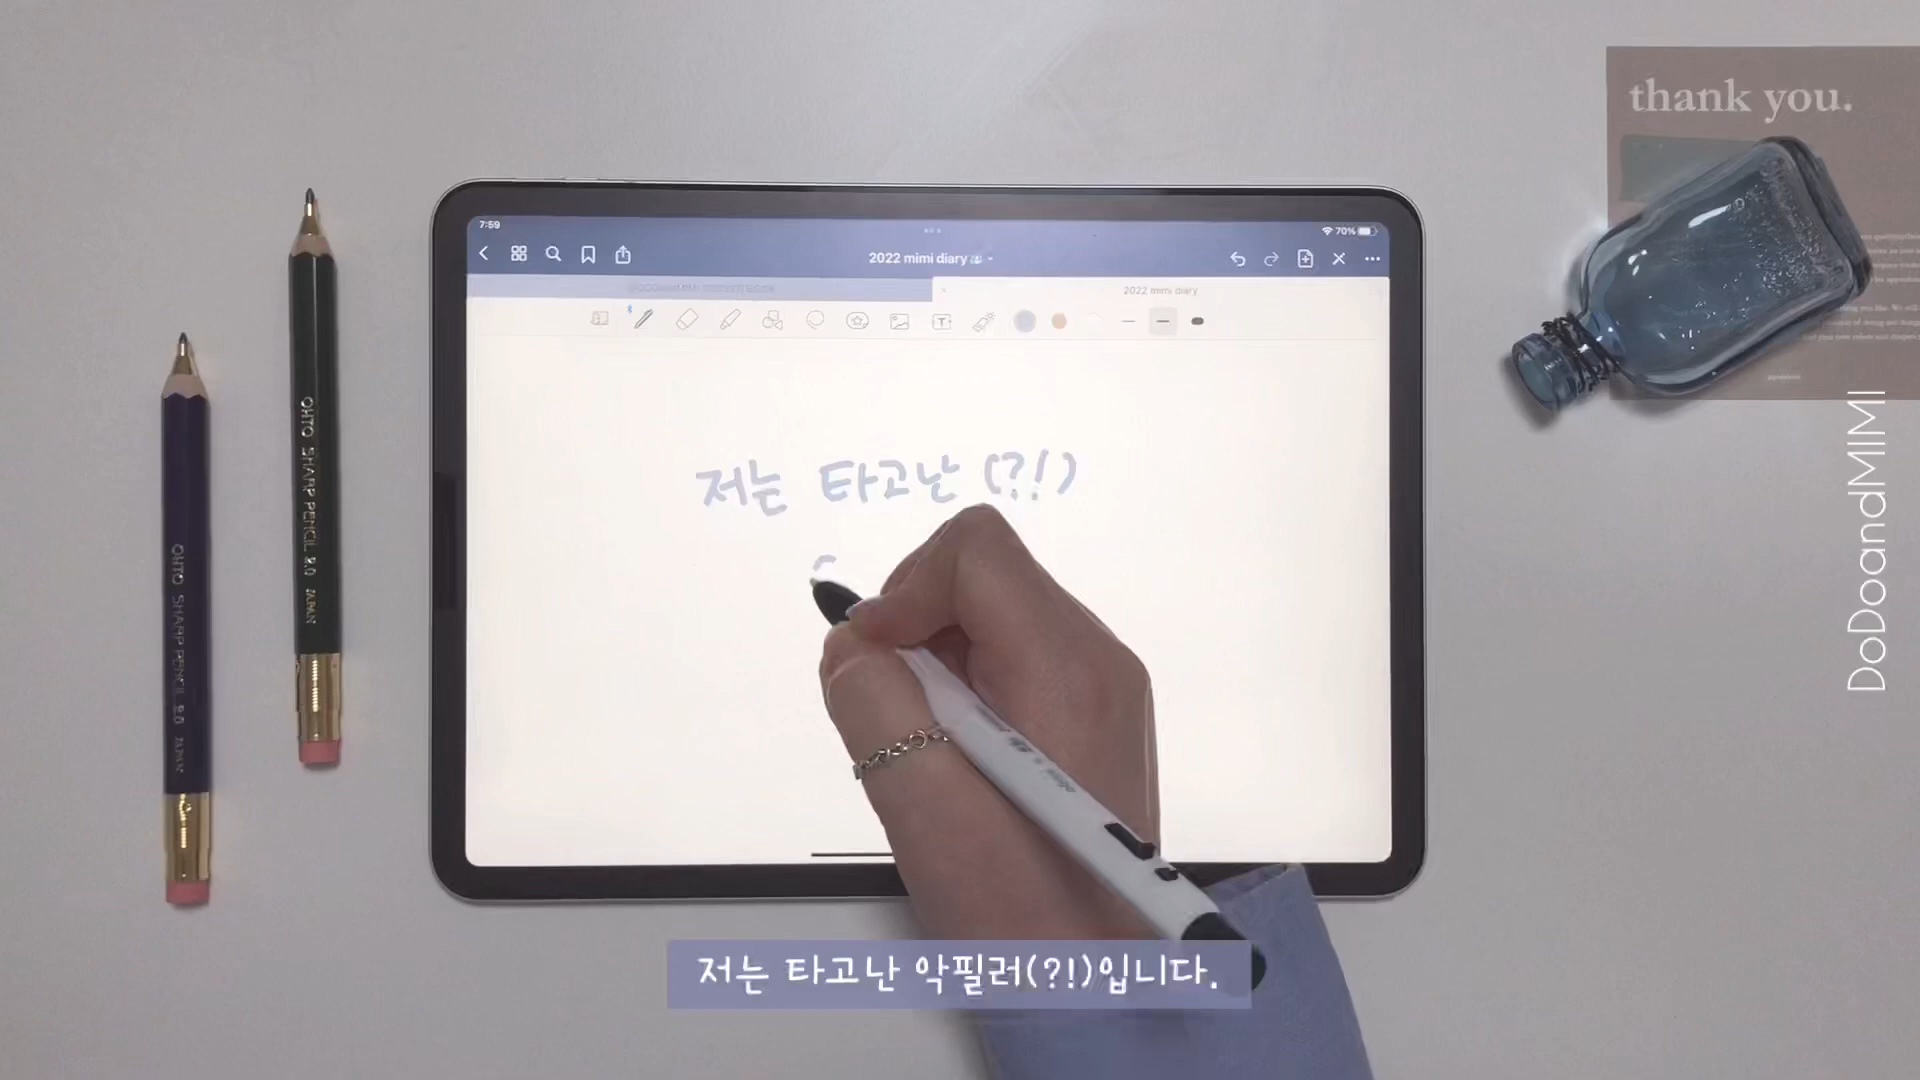 thank you.
7:59
70%
2022 mimi diary
2022 mimi diary
저는 타고난 (?!)
OHTO SHARP PENCIL 2.0 JAPAN
OHTO SHARP PENCIL 2.0 JAPAN
DoDoandMIMI
저는 타고난 악필러(?!)입니다.